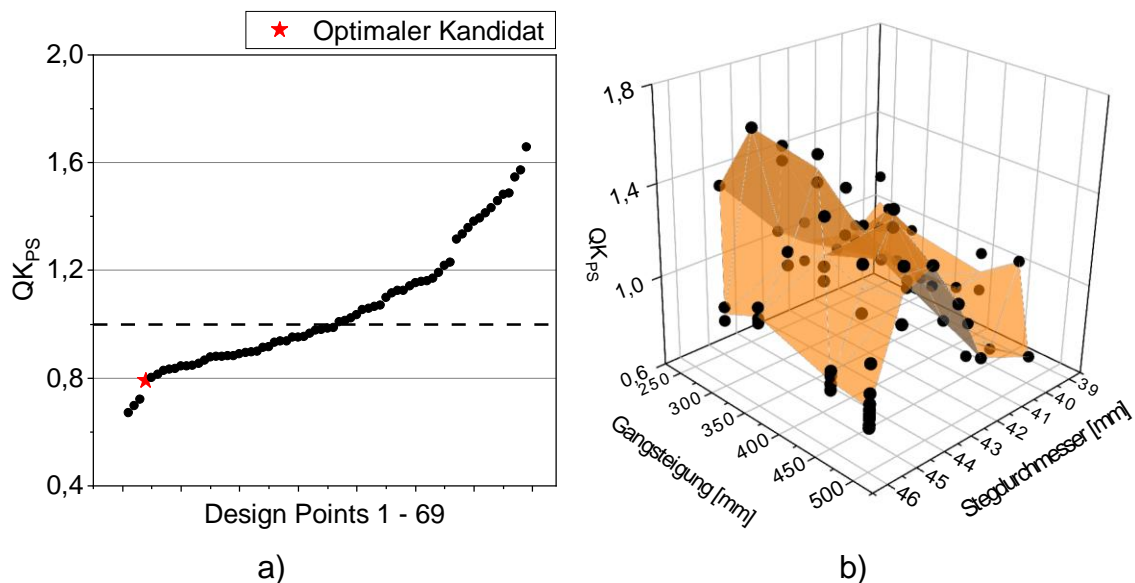 ★ Optimaler Kandidat
2,0
1,6
1,2
0,8
0,4
QK_PS
Design Points 1 - 69
a)
1,8
1,4
1,0
0,6
QK_PS
250
300
350
400
450
500
Gangsteigung [mm]
46
45
44
43
42
41
40
39
Stegdurchmesser [mm]
b)